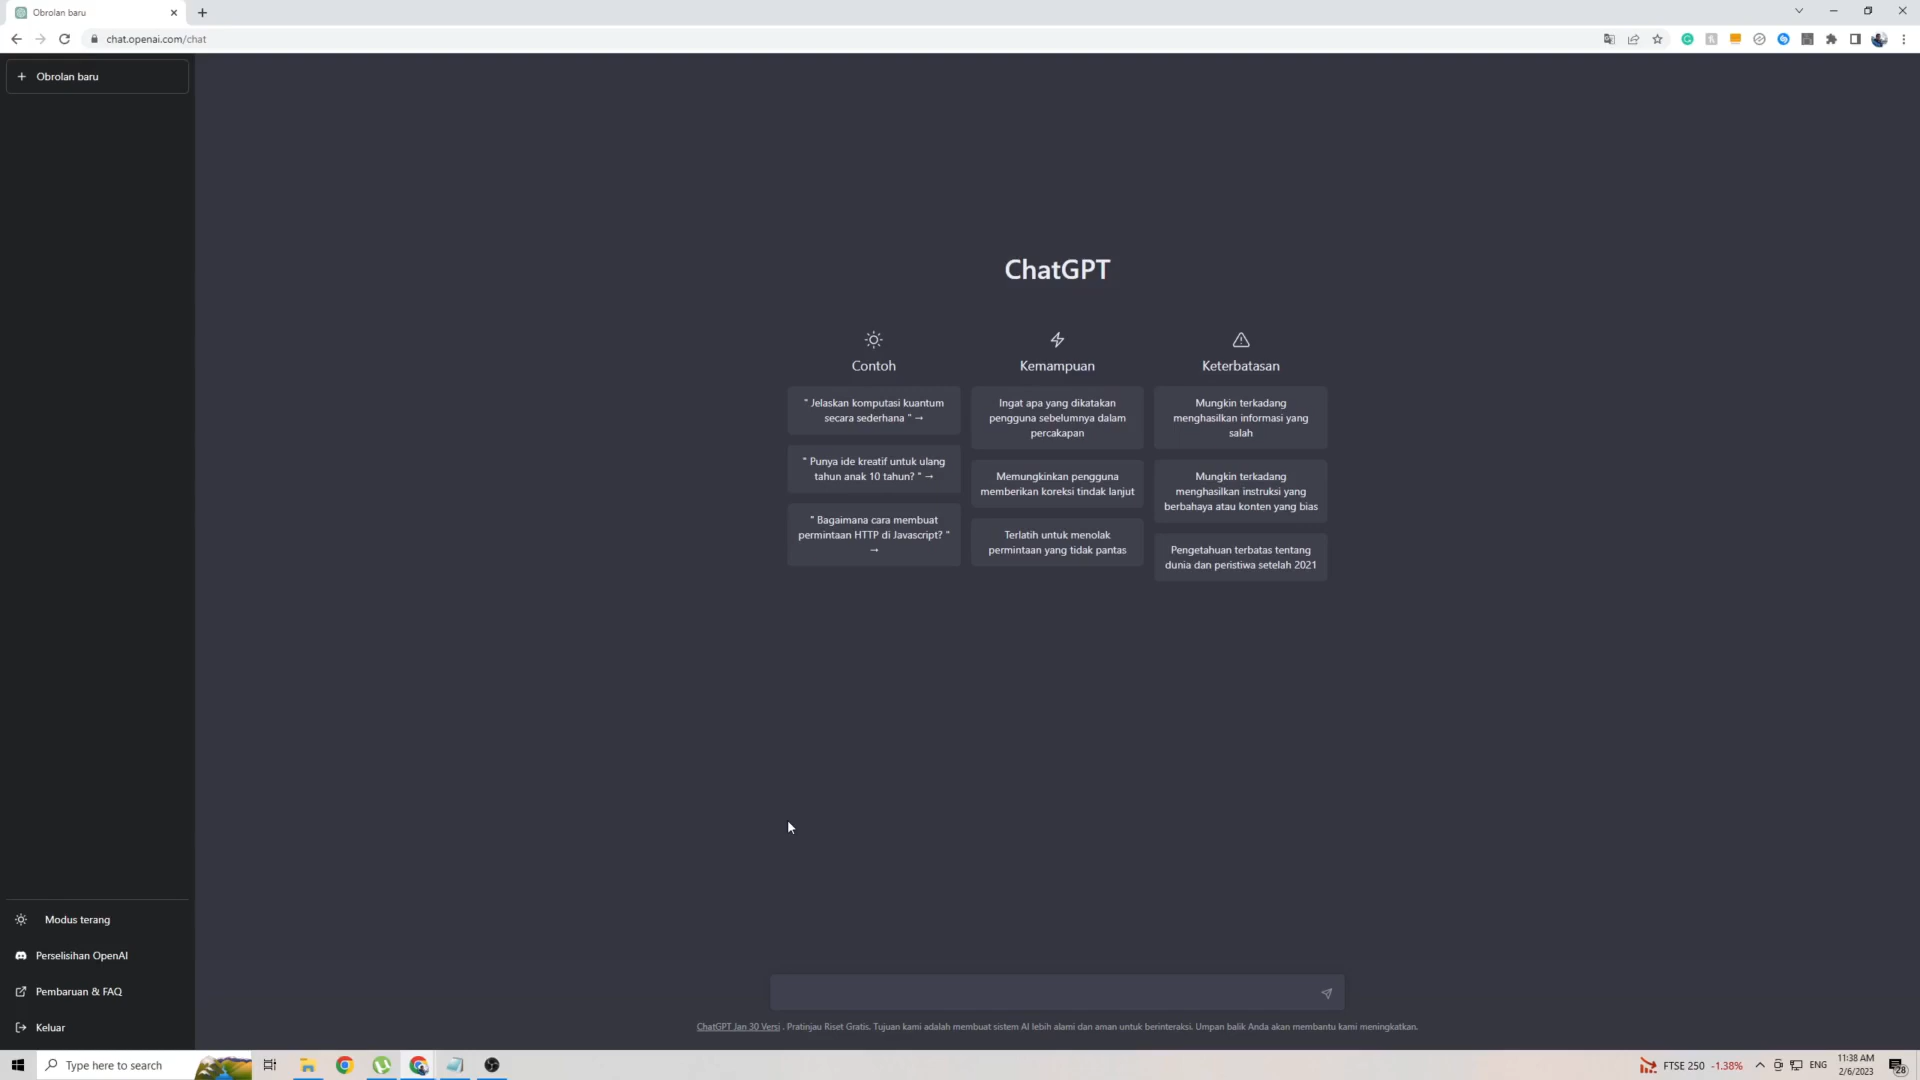 Obrolan baru
chat.openai.com/chat
Obrolan baru
ChatGPT
Contoh
" Jelaskan komputasi kuantum
secara sederhana " →
" Punya ide kreatif untuk ulang
tahun anak 10 tahun? " →
" Bagaimana cara membuat
permintaan HTTP di Javascript? "
→
Kemampuan
Ingat apa yang dikatakan
pengguna sebelumnya dalam
percakapan
Memungkinkan pengguna
memberikan koreksi tindak lanjut
Terlatih untuk menolak
permintaan yang tidak pantas
Keterbatasan
Mungkin terkadang
menghasilkan informasi yang
salah
Mungkin terkadang
menghasilkan instruksi yang
berbahaya atau konten yang bias
Pengetahuan terbatas tentang
dunia dan peristiwa setelah 2021
Modus terang
Perselisihan OpenAI
Pembaruan & FAQ
Keluar
ChatGPT Jan 30 Versi . Pratinjau Riset Gratis. Tujuan kami adalah membuat sistem AI lebih alami dan aman untuk berinteraksi. Umpan balik Anda akan membantu kami meningkatkan.
Type here to search
FTSE 250 -1.38%
ENG
11:38 AM
2/6/2023
28